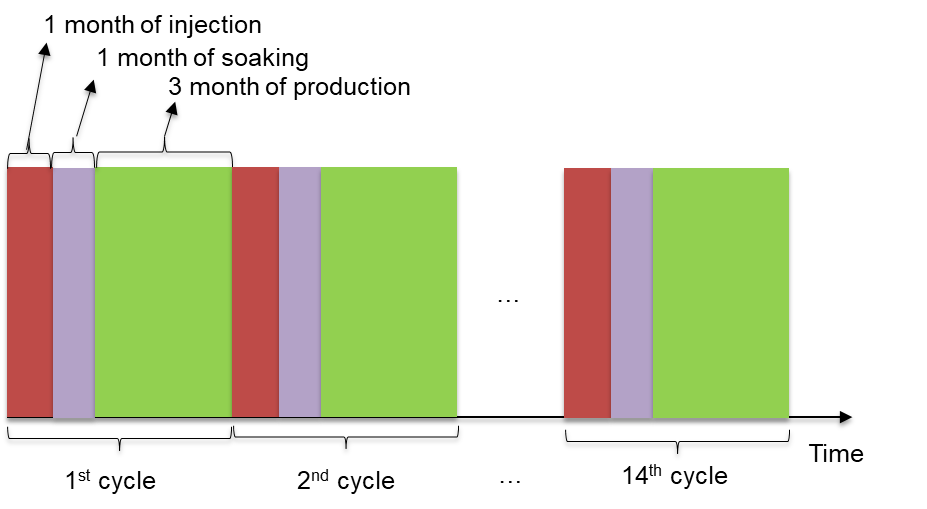 1 month of injection
1 month of soaking
3 month of production
...
Time
1st cycle
2nd cycle
...
14th cycle